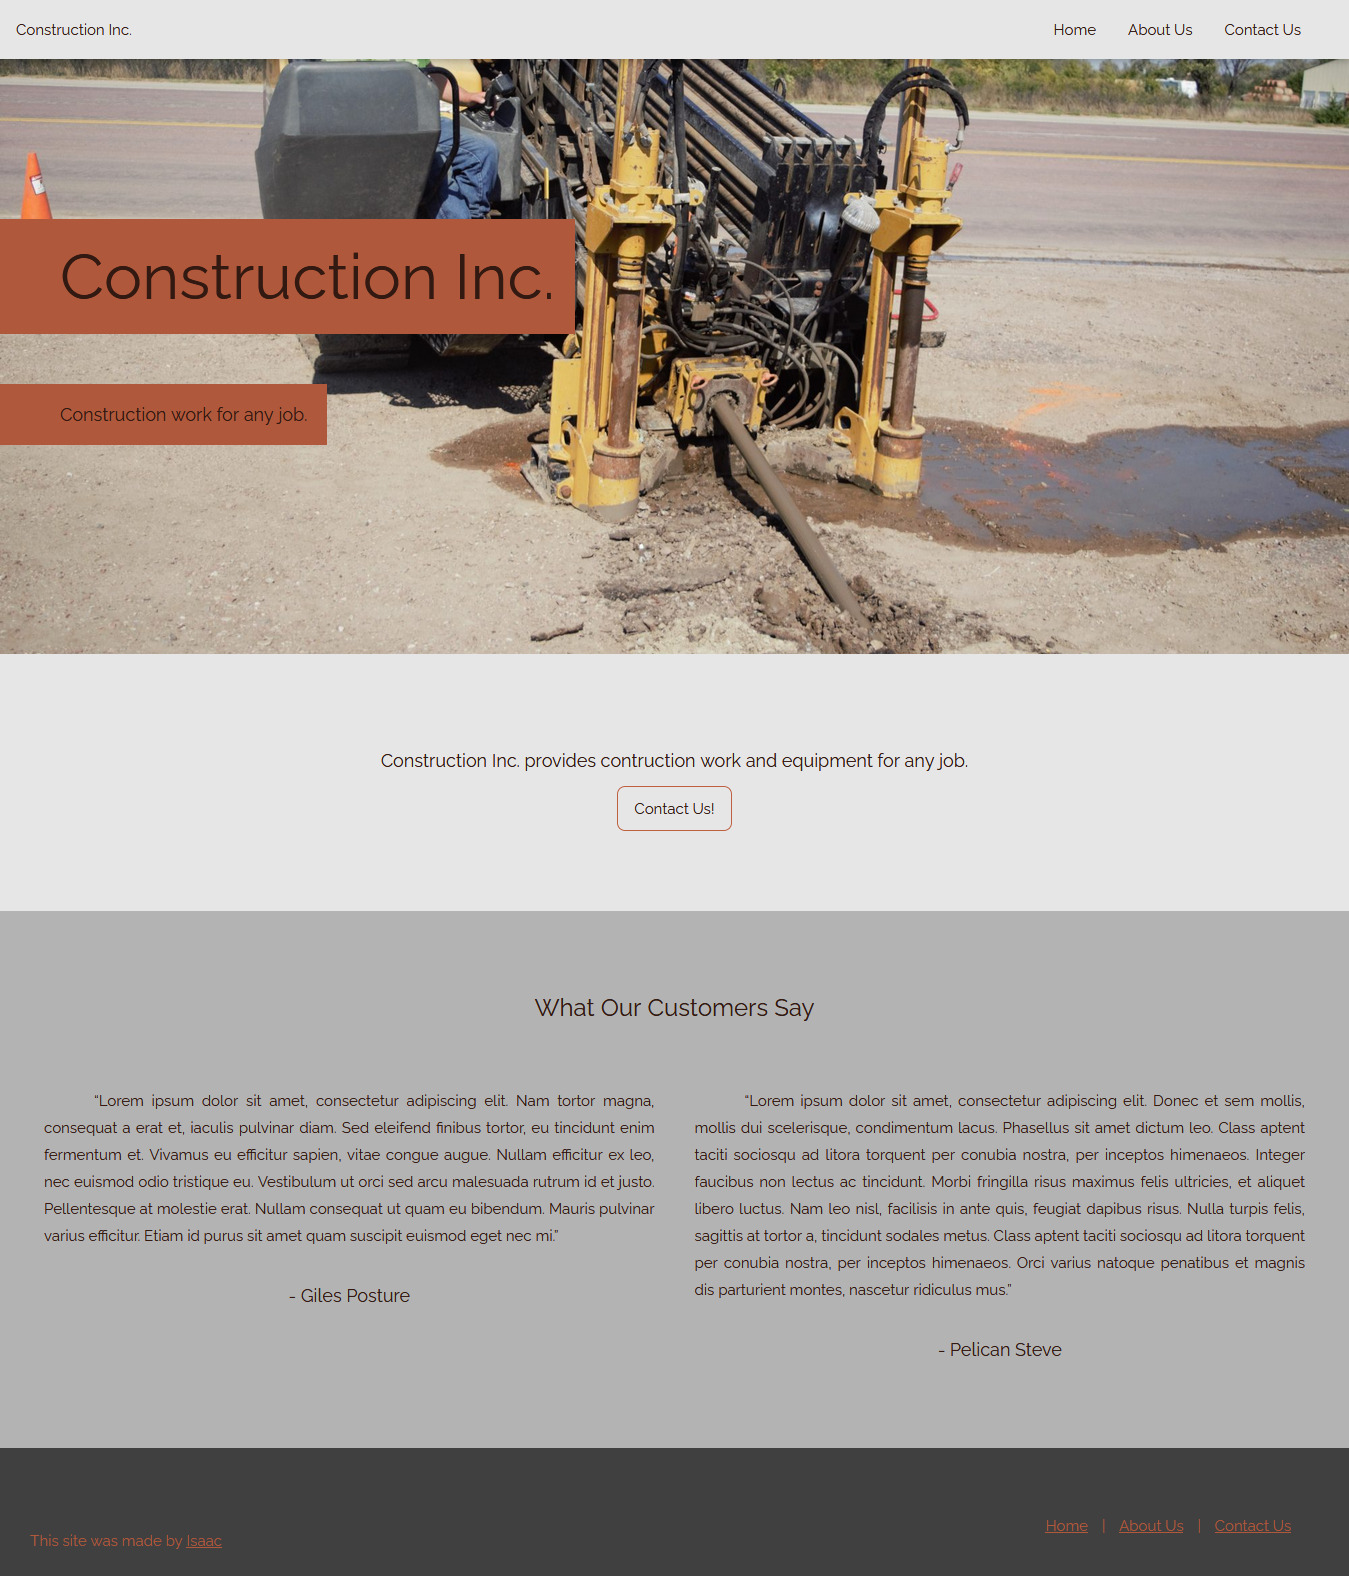 Construction Inc.
Home
About Us
Contact Us
Construction Inc.
Construction work for any job.
Construction Inc. provides contruction work and equipment for any job.
Contact Us!
What Our Customers Say
“Lorem ipsum dolor sit amet, consectetur adipiscing elit. Nam tortor magna,
consequat a erat et, iaculis pulvinar diam. Sed eleifend finibus tortor, eu tincidunt enim
fermentum et. Vivamus eu efficitur sapien, vitae congue augue. Nullam efficitur ex leo,
nec euismod odio tristique eu. Vestibulum ut orci sed arcu malesuada rutrum id et justo.
Pellentesque at molestie erat. Nullam consequat ut quam eu bibendum. Mauris pulvinar
varius efficitur. Etiam id purus sit amet quam suscipit euismod eget nec mi.”
- Giles Posture
“Lorem ipsum dolor sit amet, consectetur adipiscing elit. Donec et sem mollis,
mollis dui scelerisque, condimentum lacus. Phasellus sit amet dictum leo. Class aptent
taciti sociosqu ad litora torquent per conubia nostra, per inceptos himenaeos. Integer
faucibus non lectus ac tincidunt. Morbi fringilla risus maximus felis ultricies, et aliquet
libero luctus. Nam leo nisl, facilisis in ante quis, feugiat dapibus risus. Nulla turpis felis,
sagittis at tortor a, tincidunt sodales metus. Class aptent taciti sociosqu ad litora torquent
per conubia nostra, per inceptos himenaeos. Orci varius natoque penatibus et magnis
dis parturient montes, nascetur ridiculus mus.”
- Pelican Steve
This site was made by Isaac
Home | About Us | Contact Us